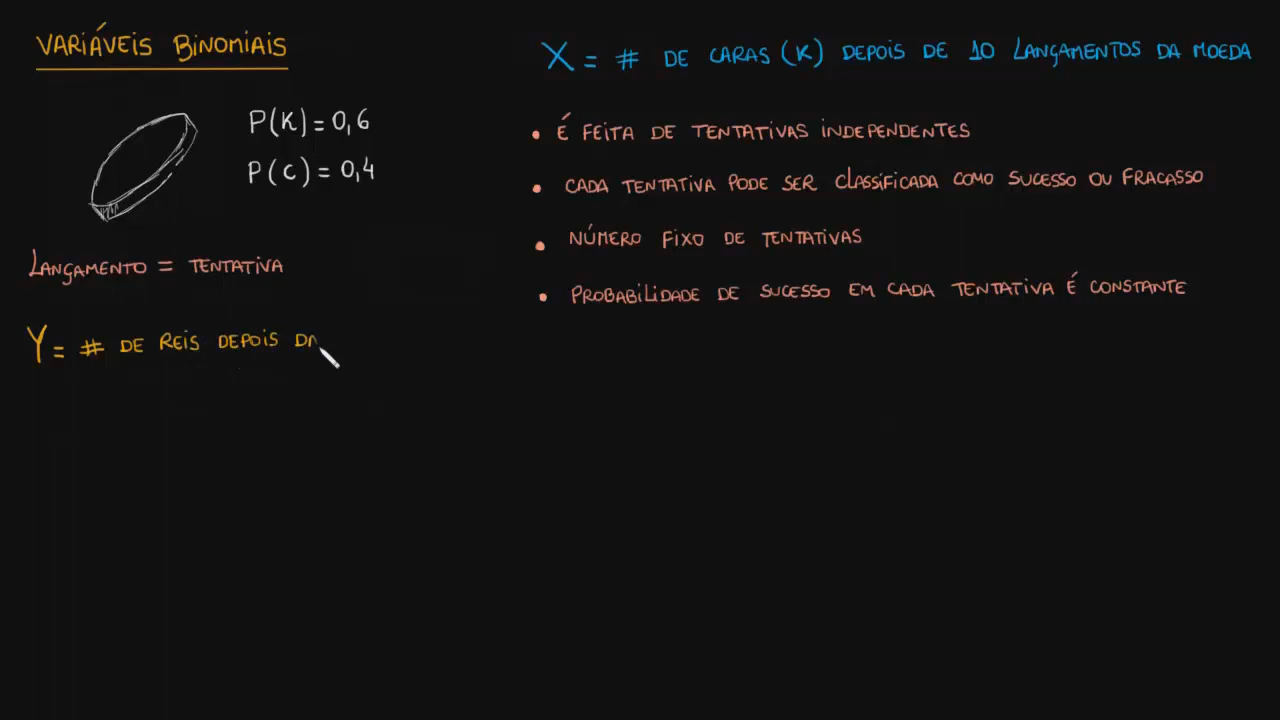 VARIÁVEIS BINOMIAIS
X = # DE CARAS (K) DEPOIS DE 10 LANÇAMENTOS DA MOEDA
P(K) = 0,6
P(C) = 0,4
• É FEITA DE TENTATIVAS INDEPENDENTES
• CADA TENTATIVA PODE SER CLASSIFICADA COMO SUCESSO OU FRACASSO
• NÚMERO FIXO DE TENTATIVAS
• PROBABILIDADE DE SUCESSO EM CADA TENTATIVA É CONSTANTE
LANÇAMENTO = TENTATIVA
Y = # DE REIS DEPOIS